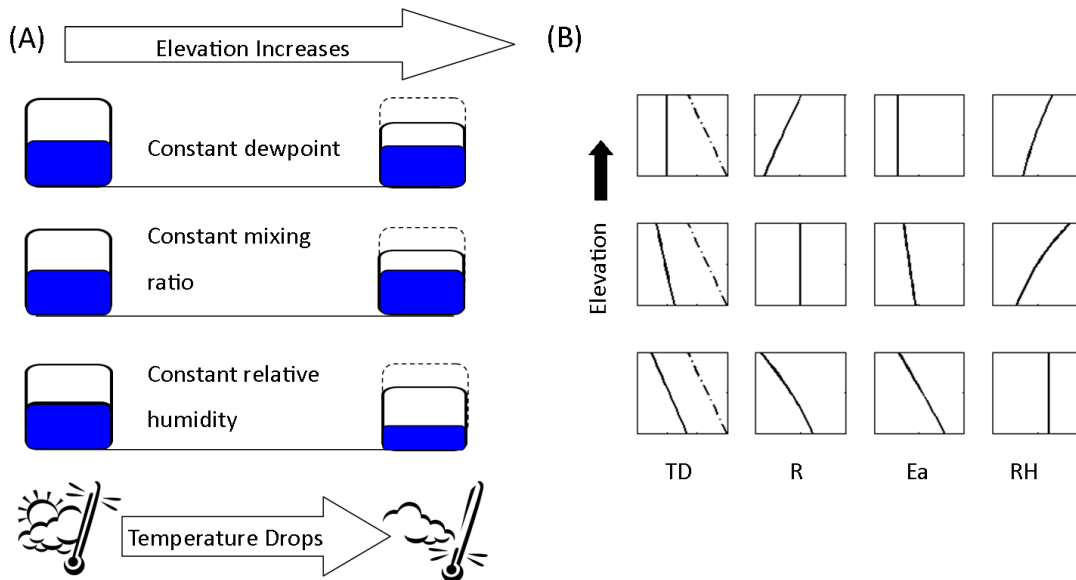 (A)
Elevation Increases
Constant dewpoint
Constant mixing
ratio
Constant relative
humidity
Temperature Drops
(B)
Elevation
TD R Ea RH